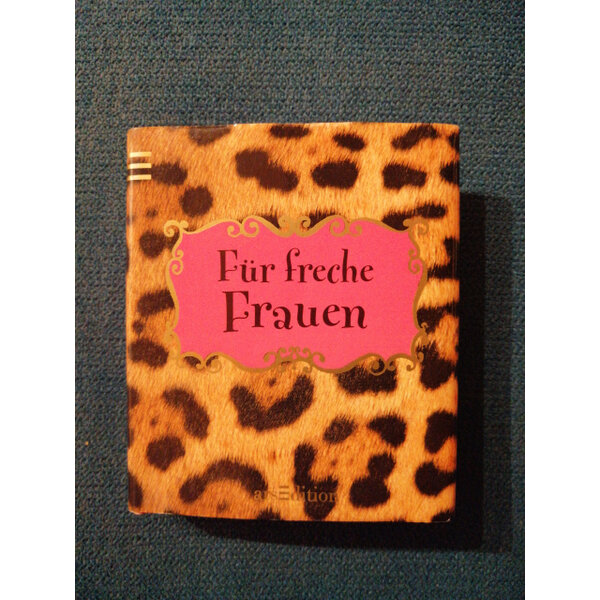 Für freche
Frauen
arsEdition